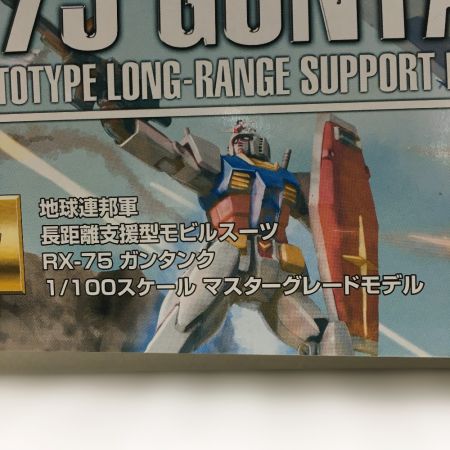 75 GUNTA
TOTYPE LONG-RANGE SUPPORT
地球連邦軍
長距離支援型モビルスーツ
RX-75 ガンタンク
1/100スケール マスターグレードモデル